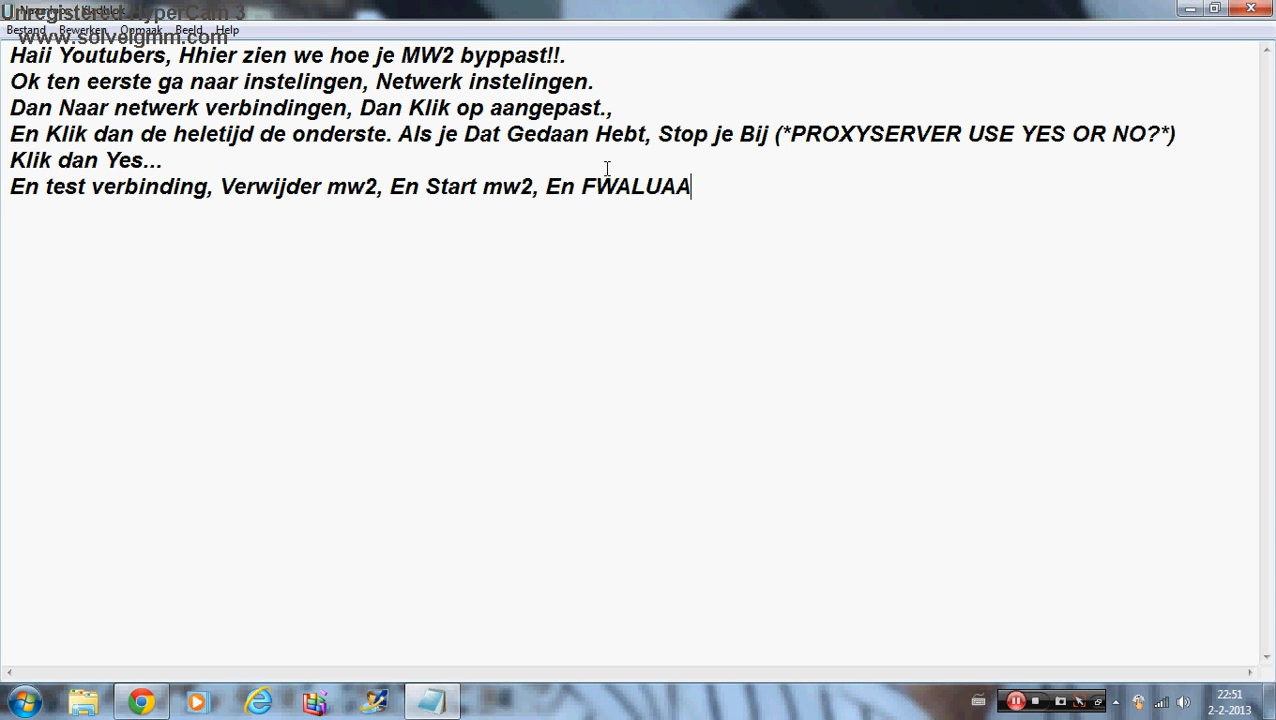 Unregistered HyperCam 3
www.solveigmm.com
Bestand Bewerken Opmaak Beeld Help
Haii Youtubers, Hhier zien we hoe je MW2 byppast!!.
Ok ten eerste ga naar instelingen, Netwerk instelingen.
Dan Naar netwerk verbindingen, Dan Klik op aangepast.,
En Klik dan de heletijd de onderste. Als je Dat Gedaan Hebt, Stop je Bij (*PROXYSERVER USE YES OR NO?*)
Klik dan Yes...
En test verbinding, Verwijder mw2, En Start mw2, En FWALUAA
22:51
2-2-2013